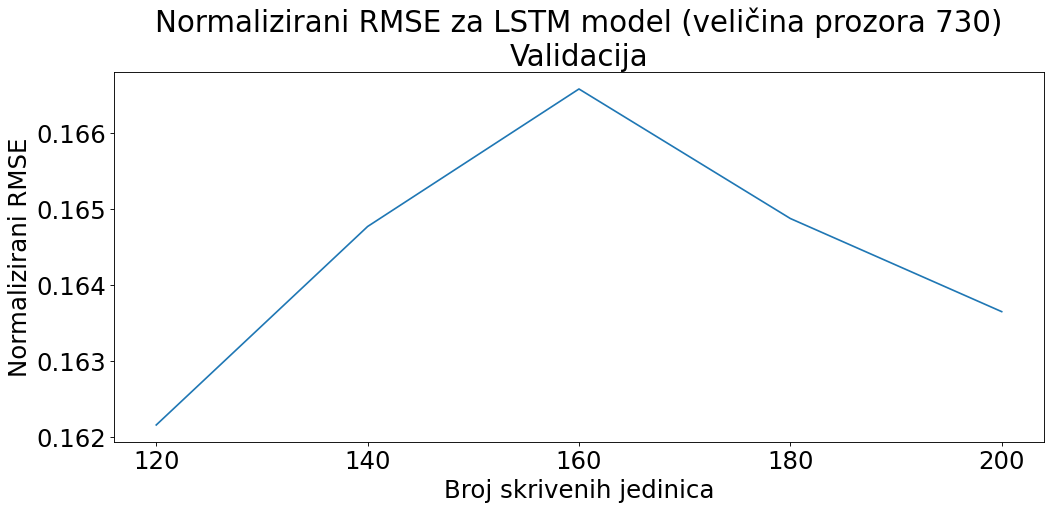 Normalizirani RMSE za LSTM model (veličina prozora 730)
Validacija
Normalizirani RMSE
0.166
0.165
0.164
0.163
0.162
120
140
160
180
200
Broj skrivenih jedinica